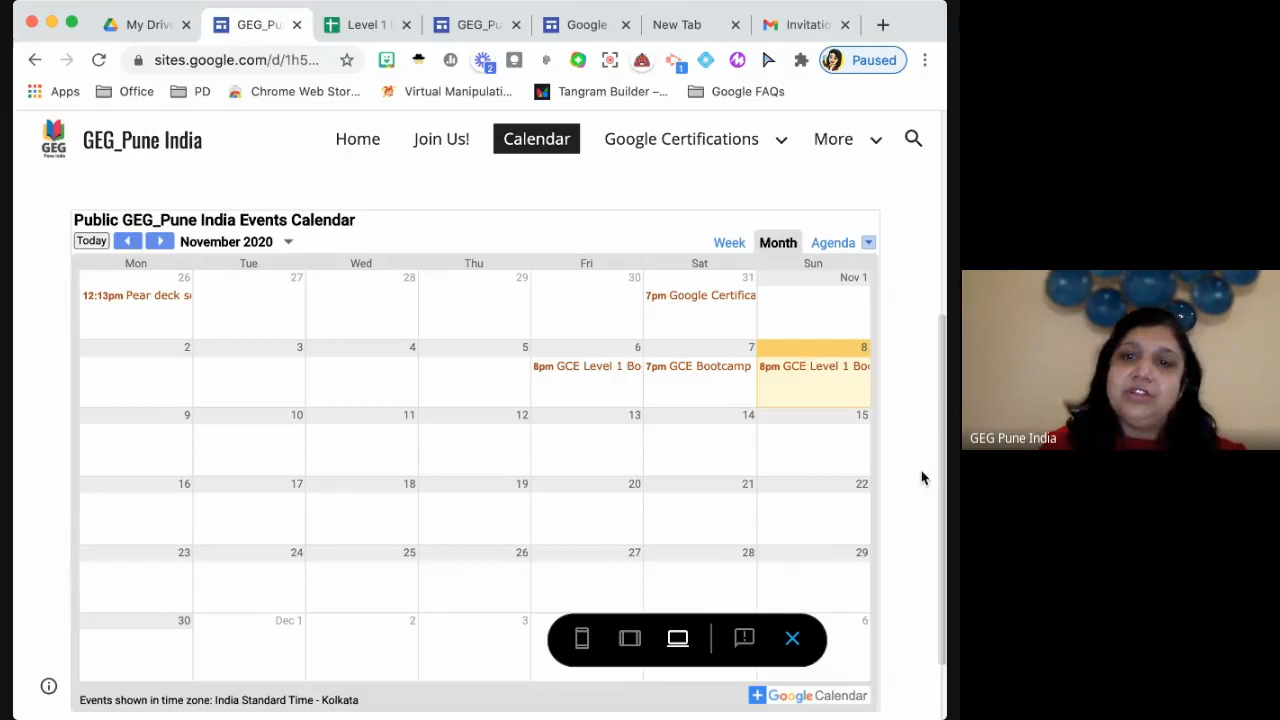 My Driv
GEG_Pu
Level 1
GEG_Pu
Google
New Tab
Invitatio
sites.google.com/d/1h5...
2
1
Paused
Apps
Office
PD
Chrome Web Stor...
Virtual Manipulati...
Tangram Builder –...
Google FAQs
GEG
Pune India
GEG_Pune India
Home
Join Us!
Calendar
Google Certifications
More
Public GEG_Pune India Events Calendar
Today
November 2020
Week
Month
Agenda
Mon Tue Wed Thu Fri Sat Sun
26 27 28 29 30 31 Nov 1
12:13pm Pear deck s
7pm Google Certifica
2 3 4 5 6 7 8
8pm GCE Level 1 Bo
7pm GCE Bootcamp
8pm GCE Level 1 Boo
9 10 11 12 13 14 15
16 17 18 19 20 21 22
23 24 25 26 27 28 29
30 Dec 1 2 3 6
Events shown in time zone: India Standard Time - Kolkata
Google Calendar
GEG Pune India